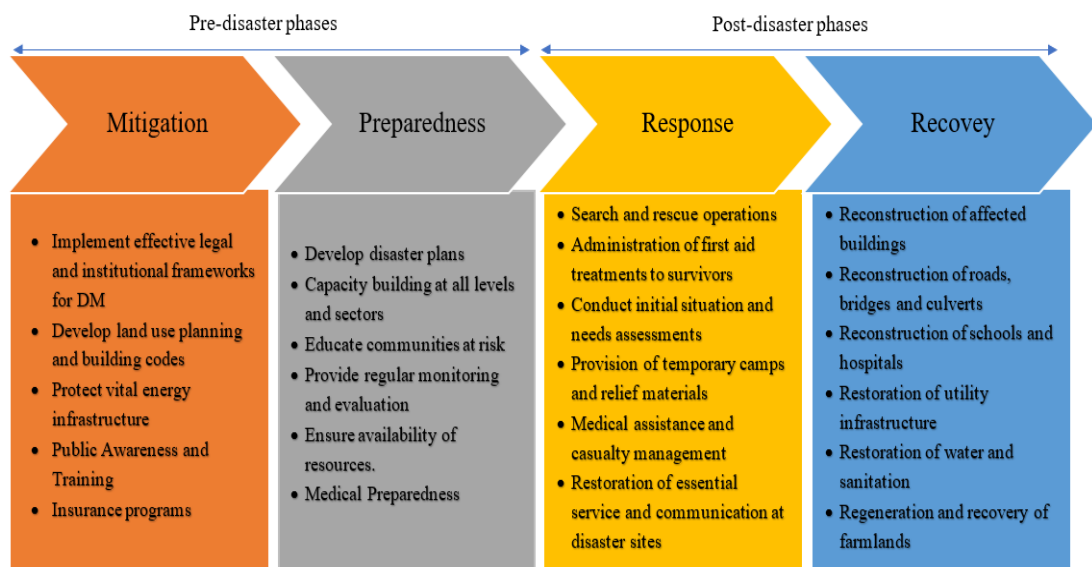 Pre-disaster phases
Post-disaster phases
Mitigation
Preparedness
Response
Recovey
• Implement effective legal
and institutional frameworks
for DM
• Develop land use planning
and building codes
• Protect vital energy
infrastructure
• Public Awareness and
Training
• Insurance programs
• Develop disaster plans
• Capacity building at all levels
and sectors
• Educate communities at risk
• Provide regular monitoring
and evaluation
• Ensure availability of
resources.
• Medical Preparedness
• Search and rescue operations
• Administration of first aid
treatments to survivors
• Conduct initial situation and
needs assessments
• Provision of temporary camps
and relief materials
• Medical assistance and
casualty management
• Restoration of essential
service and communication at
disaster sites
• Reconstruction of affected
buildings
• Reconstruction of roads,
bridges and culverts
• Reconstruction of schools and
hospitals
• Restoration of utility
infrastructure
• Restoration of water and
sanitation
• Regeneration and recovery of
farmlands